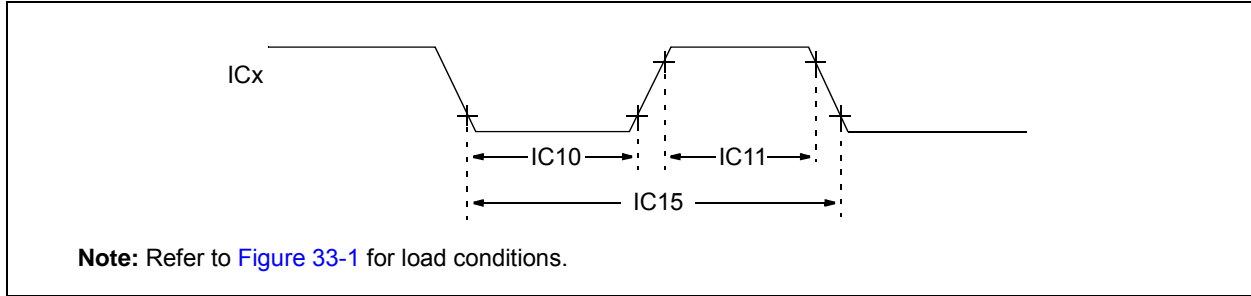 ICx
IC10
IC11
IC15
Note: Refer to Figure 33-1 for load conditions.